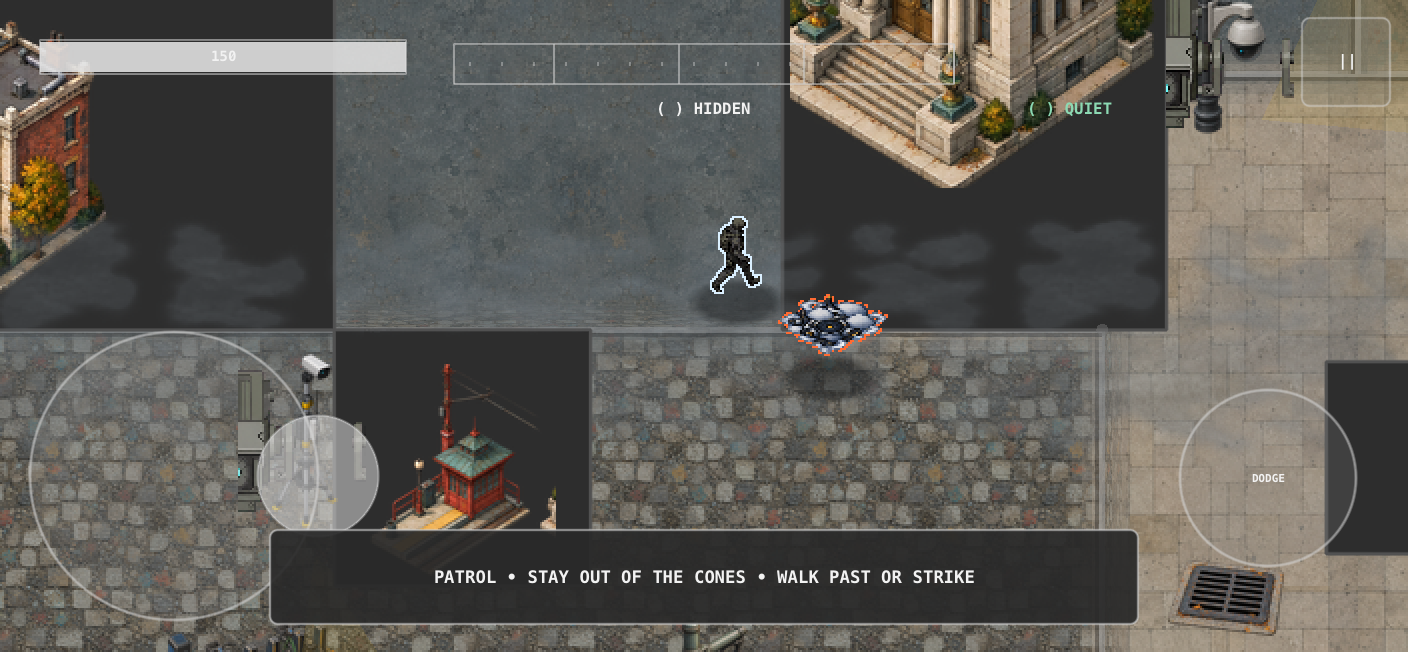 150
( ) HIDDEN
( ) QUIET
DODGE
PATROL • STAY OUT OF THE CONES • WALK PAST OR STRIKE